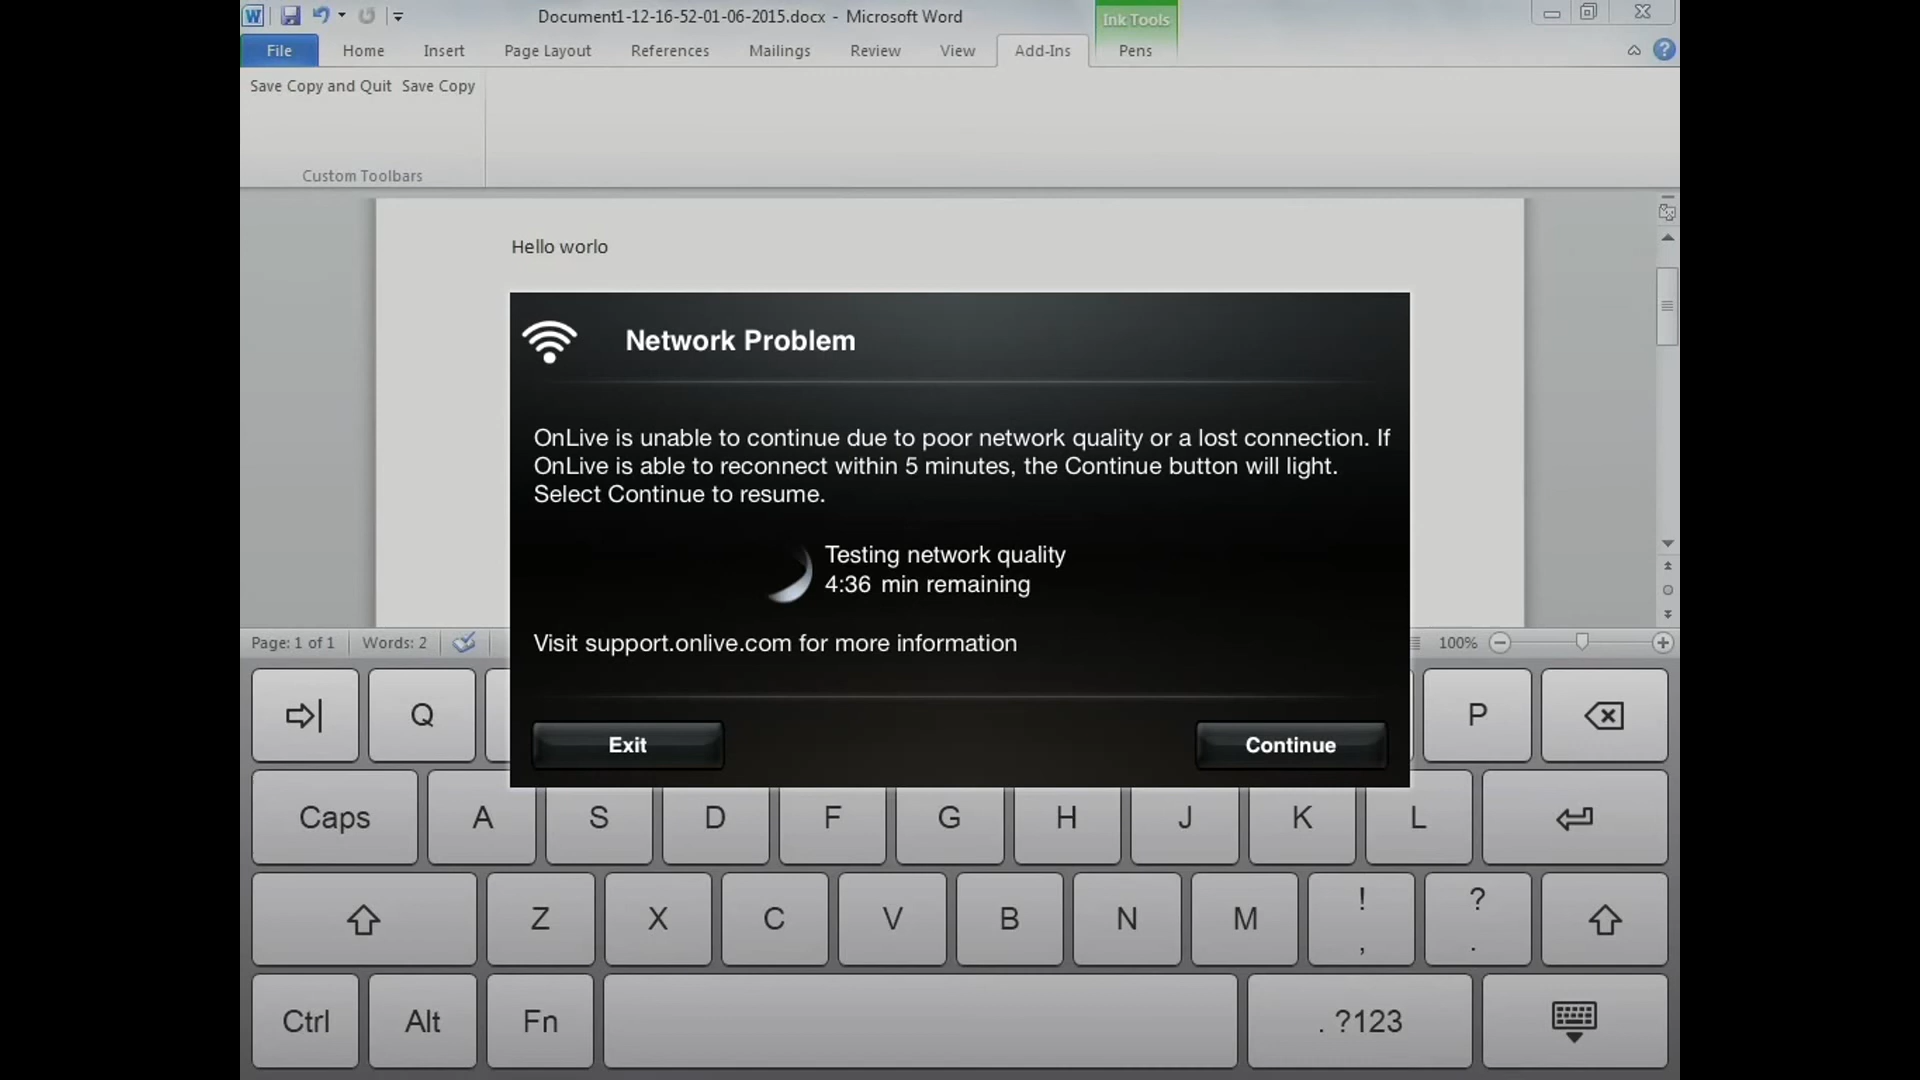 Document1-12-16-52-01-06-2015.docx - Microsoft Word
Ink Tools
File Home Insert Page Layout References Mailings Review View Add-Ins Pens
Save Copy and Quit Save Copy
Custom Toolbars
Hello worlo
Network Problem
OnLive is unable to continue due to poor network quality or a lost connection. If
OnLive is able to reconnect within 5 minutes, the Continue button will light.
Select Continue to resume.
Testing network quality
4:36 min remaining
Visit support.onlive.com for more information
Exit Continue
Page: 1 of 1 Words: 2 100%
Q P
Caps A S D F G H J K L
Z X C V B N M ! ?
, .
Ctrl Alt Fn . ?123